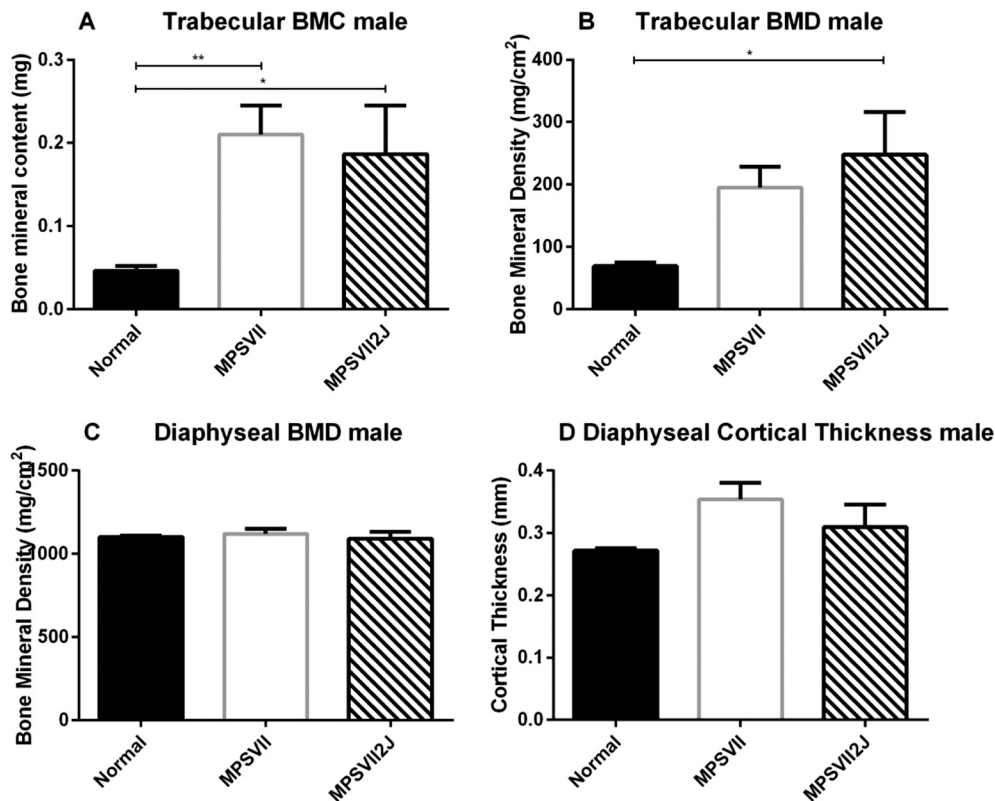 A Trabecular BMC male
Bone mineral content (mg)
0.3
0.2
0.1
0.0
**
*
Normal
MPSVII
MPSVII2J
B Trabecular BMD male
Bone Mineral Density (mg/cm²)
400
300
200
100
0
*
Normal
MPSVII
MPSVII2J
C Diaphyseal BMD male
Bone Mineral Density (mg/cm²)
1500
1000
500
0
Normal
MPSVII
MPSVII2J
D Diaphyseal Cortical Thickness male
Cortical Thickness (mm)
0.4
0.3
0.2
0.1
0.0
Normal
MPSVII
MPSVII2J